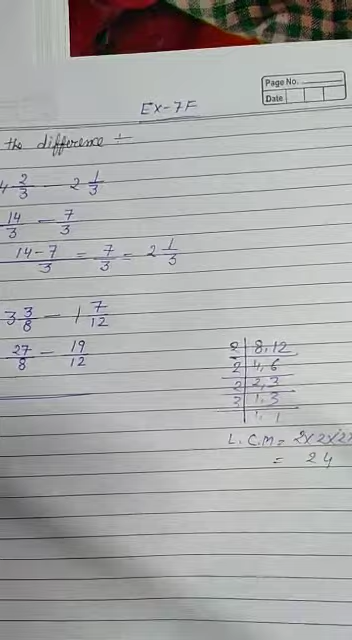 Page No.
Date
Ex-7F
the difference :-
4 2/3 - 2 1/3
14/3 - 7/3
14-7/3 = 7/3 = 2 1/3
3 3/8 - 1 7/12
27/8 - 19/12
2 | 8, 12
2 | 4, 6
2 | 2, 3
3 | 1, 3
1, 1
L.C.M = 2×2×2×
= 24